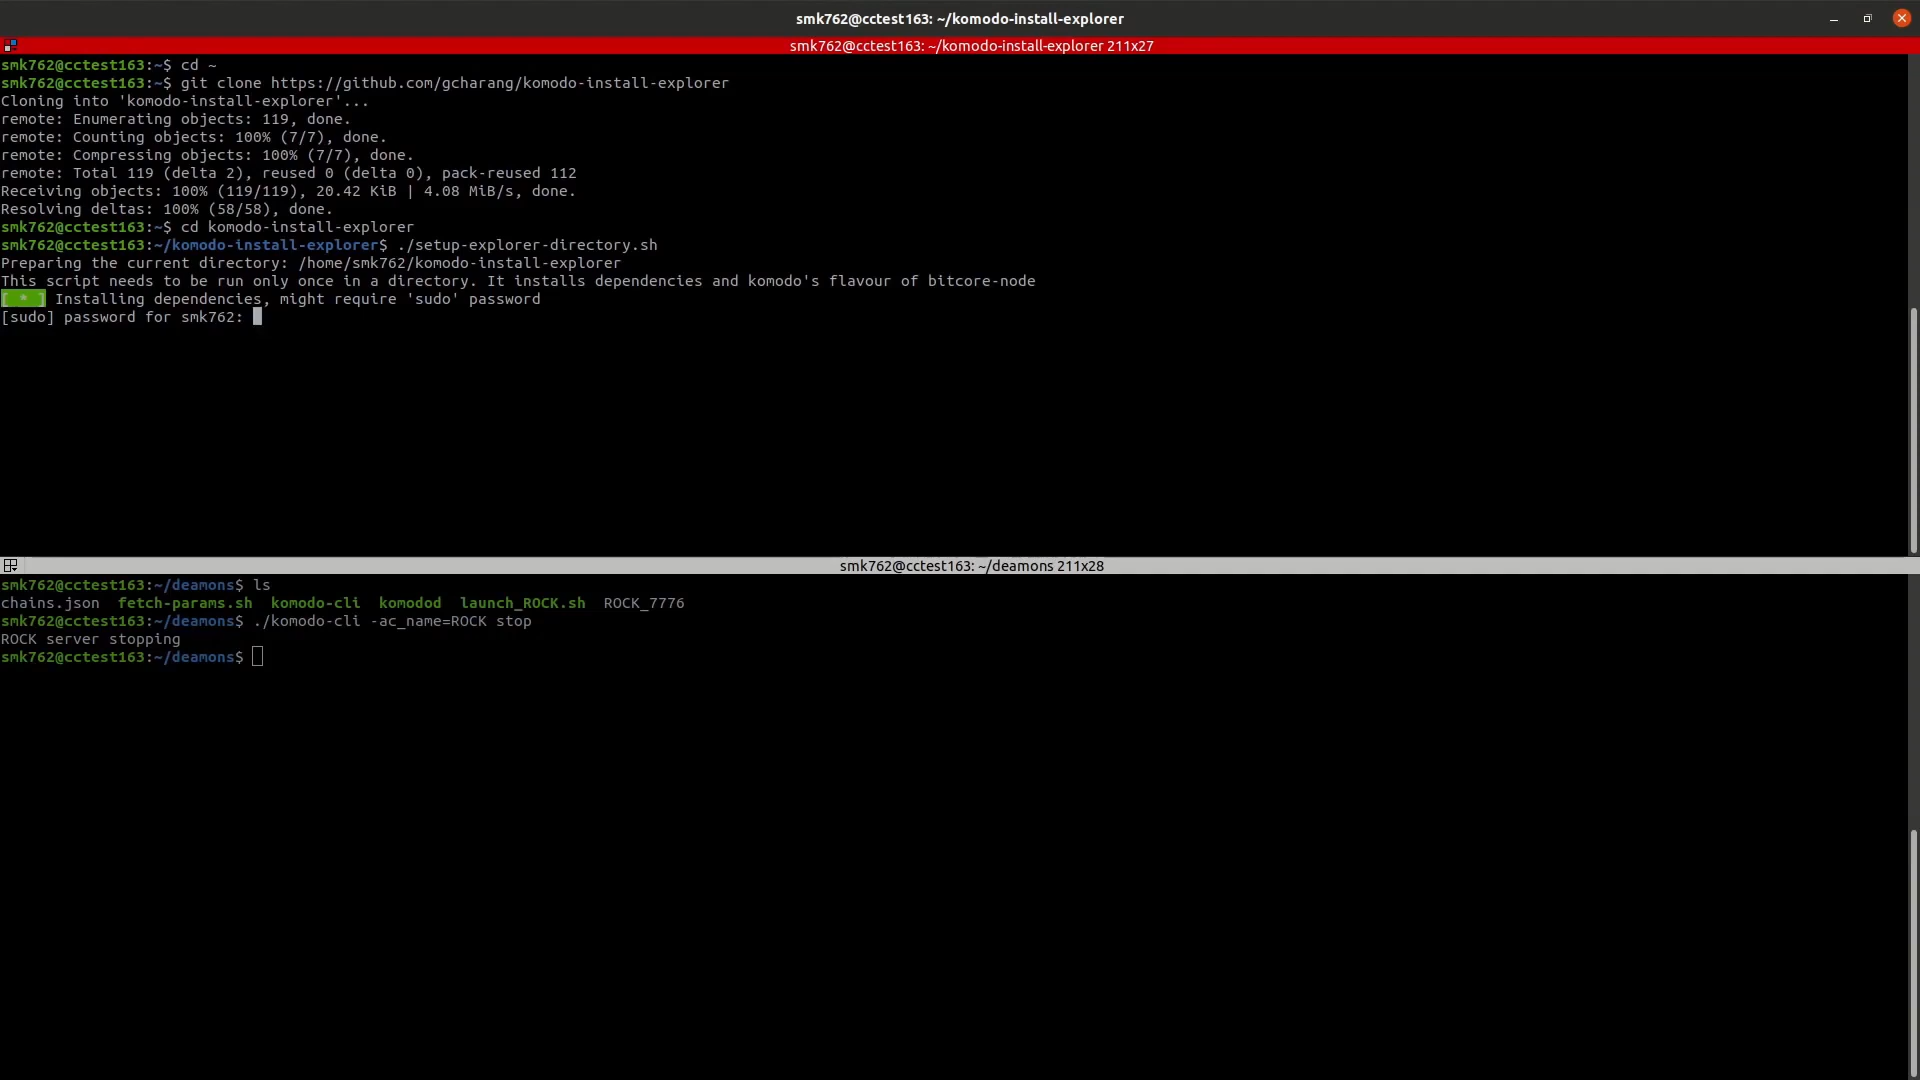 smk762@cctest163: ~/komodo-install-explorer
smk762@cctest163: ~/komodo-install-explorer 211x27
smk762@cctest163:~$ cd ~
smk762@cctest163:~$ git clone https://github.com/gcharang/komodo-install-explorer
Cloning into 'komodo-install-explorer'...
remote: Enumerating objects: 119, done.
remote: Counting objects: 100% (7/7), done.
remote: Compressing objects: 100% (7/7), done.
remote: Total 119 (delta 2), reused 0 (delta 0), pack-reused 112
Receiving objects: 100% (119/119), 20.42 KiB | 4.08 MiB/s, done.
Resolving deltas: 100% (58/58), done.
smk762@cctest163:~$ cd komodo-install-explorer
smk762@cctest163:~/komodo-install-explorer$ ./setup-explorer-directory.sh
Preparing the current directory: /home/smk762/komodo-install-explorer
This script needs to be run only once in a directory. It installs dependencies and komodo's flavour of bitcore-node
[ * ] Installing dependencies, might require 'sudo' password
[sudo] password for smk762:
smk762@cctest163: ~/deamons 211x28
smk762@cctest163:~/deamons$ ls
chains.json  fetch-params.sh  komodo-cli  komodod  launch_ROCK.sh  ROCK_7776
smk762@cctest163:~/deamons$ ./komodo-cli -ac_name=ROCK stop
ROCK server stopping
smk762@cctest163:~/deamons$